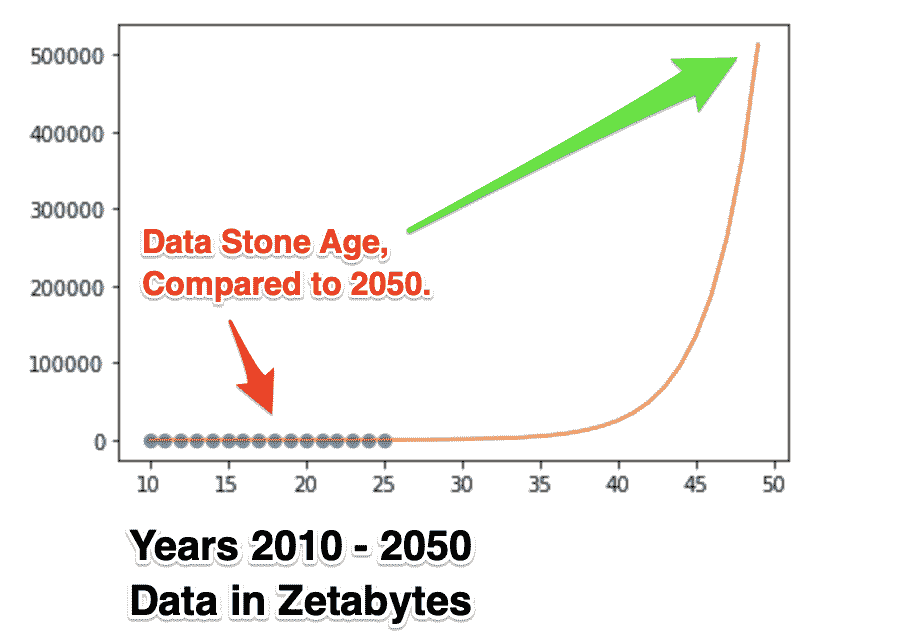 500000
400000
300000
Data Stone Age,
Compared to 2050.
200000
100000
0
10 15 20 25 30 35 40 45 50
Years 2010 - 2050
Data in Zetabytes